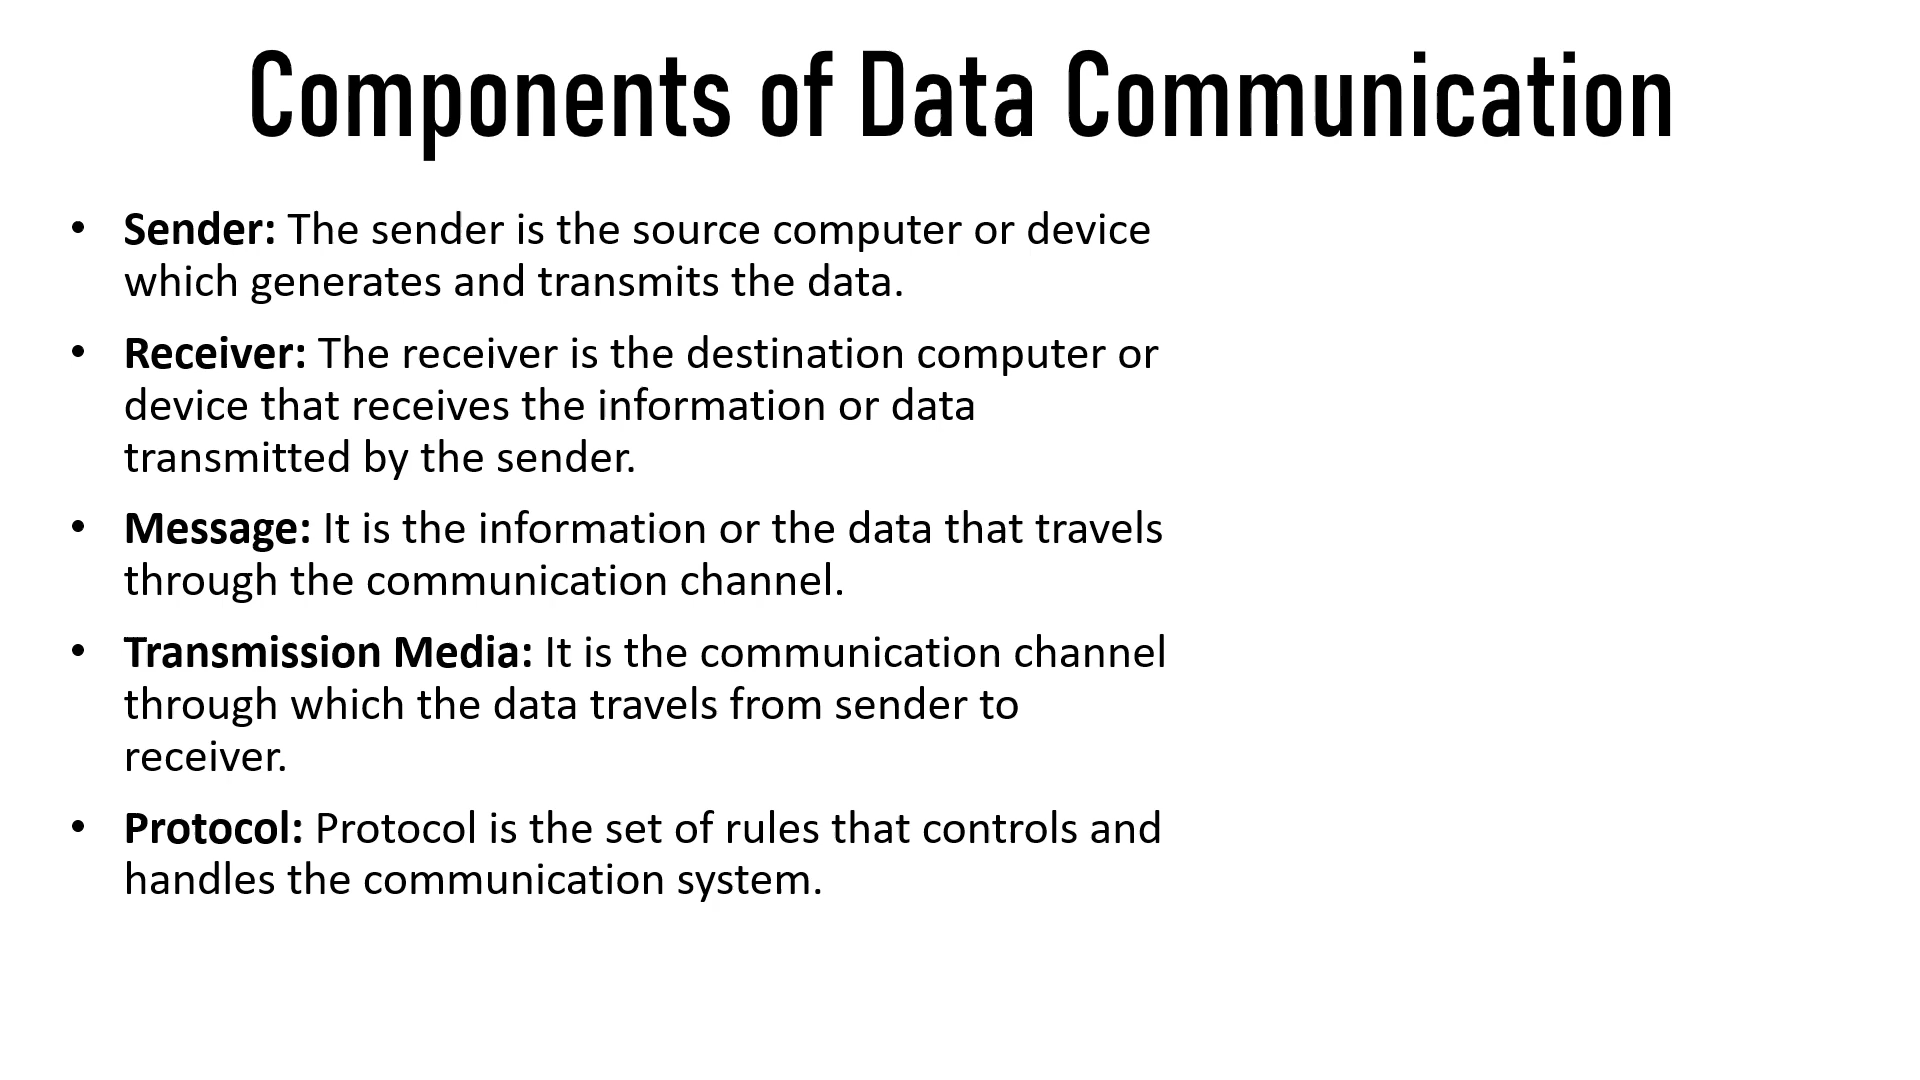 Components of Data Communication
• Sender: The sender is the source computer or device
which generates and transmits the data.
• Receiver: The receiver is the destination computer or
device that receives the information or data
transmitted by the sender.
• Message: It is the information or the data that travels
through the communication channel.
• Transmission Media: It is the communication channel
through which the data travels from sender to
receiver.
• Protocol: Protocol is the set of rules that controls and
handles the communication system.